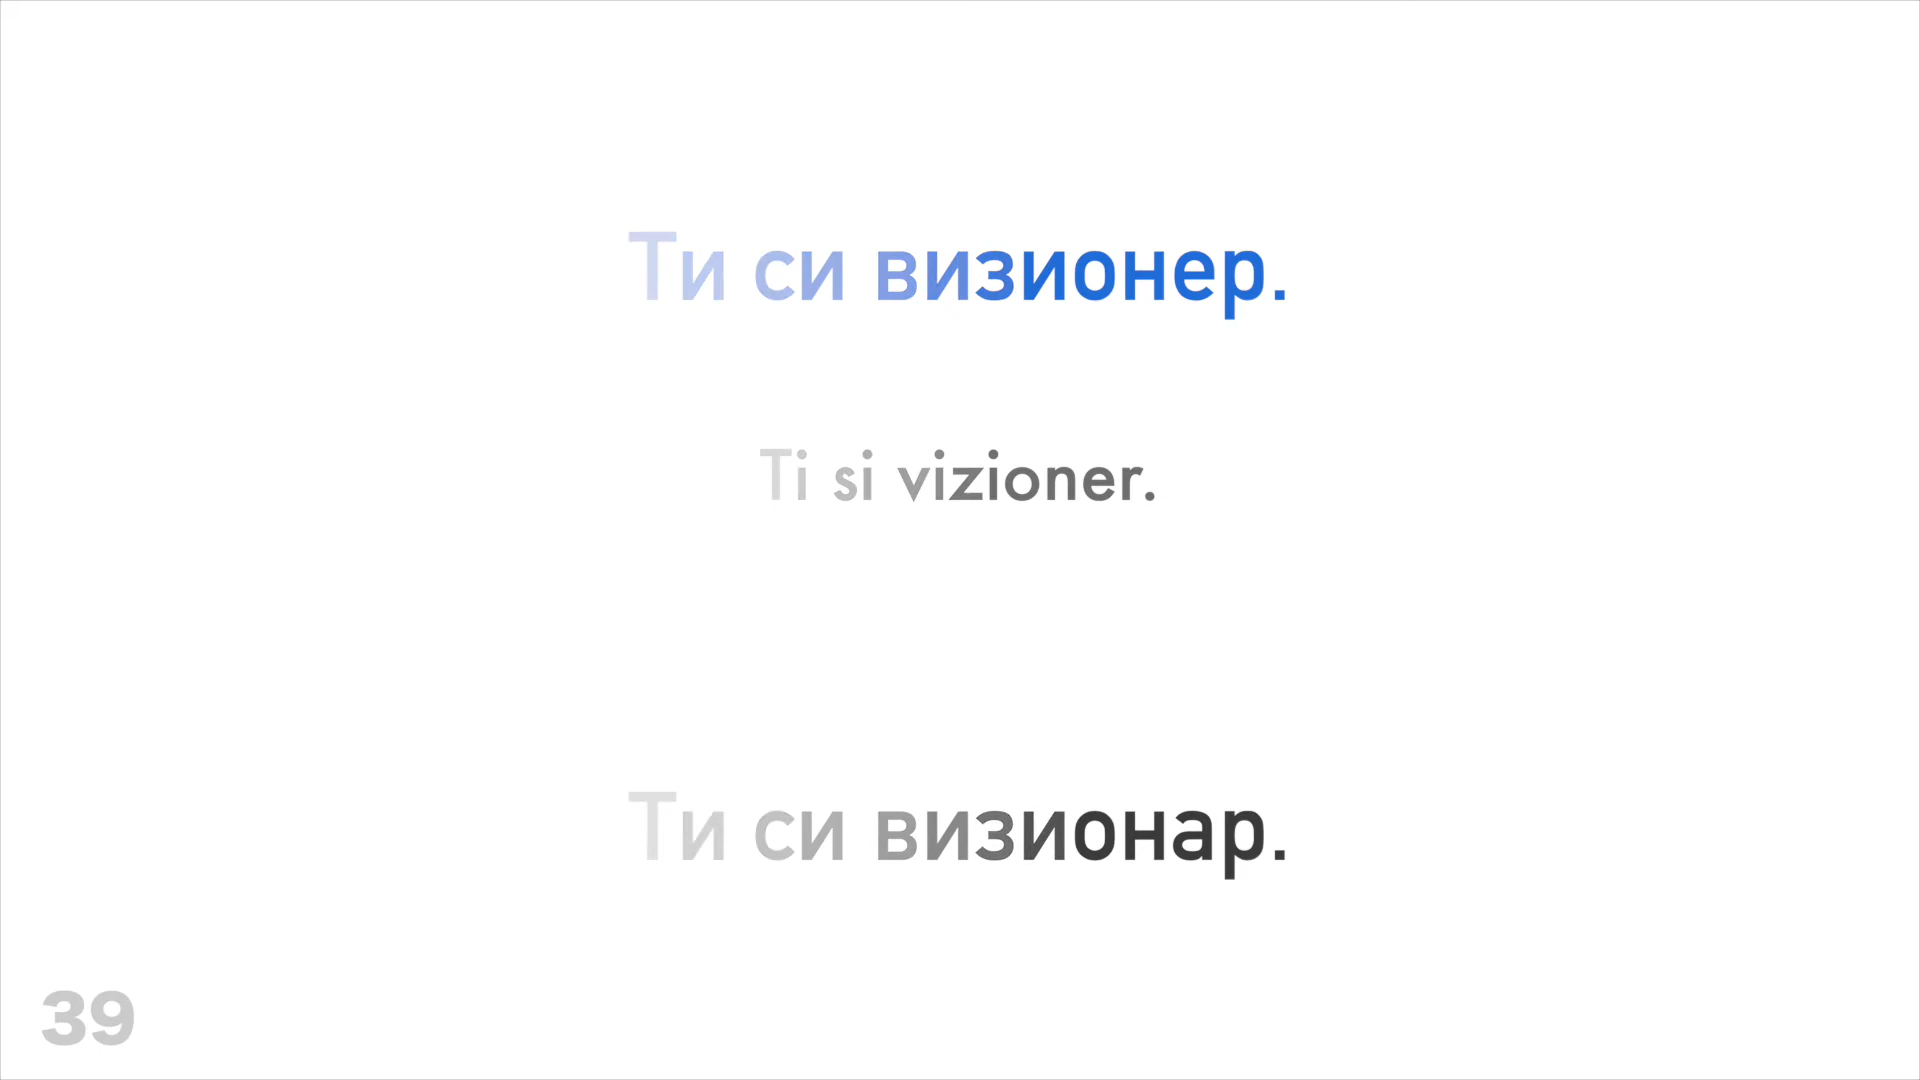 Ти си визионер.
Ti si vizioner.
Ти си визионар.
39